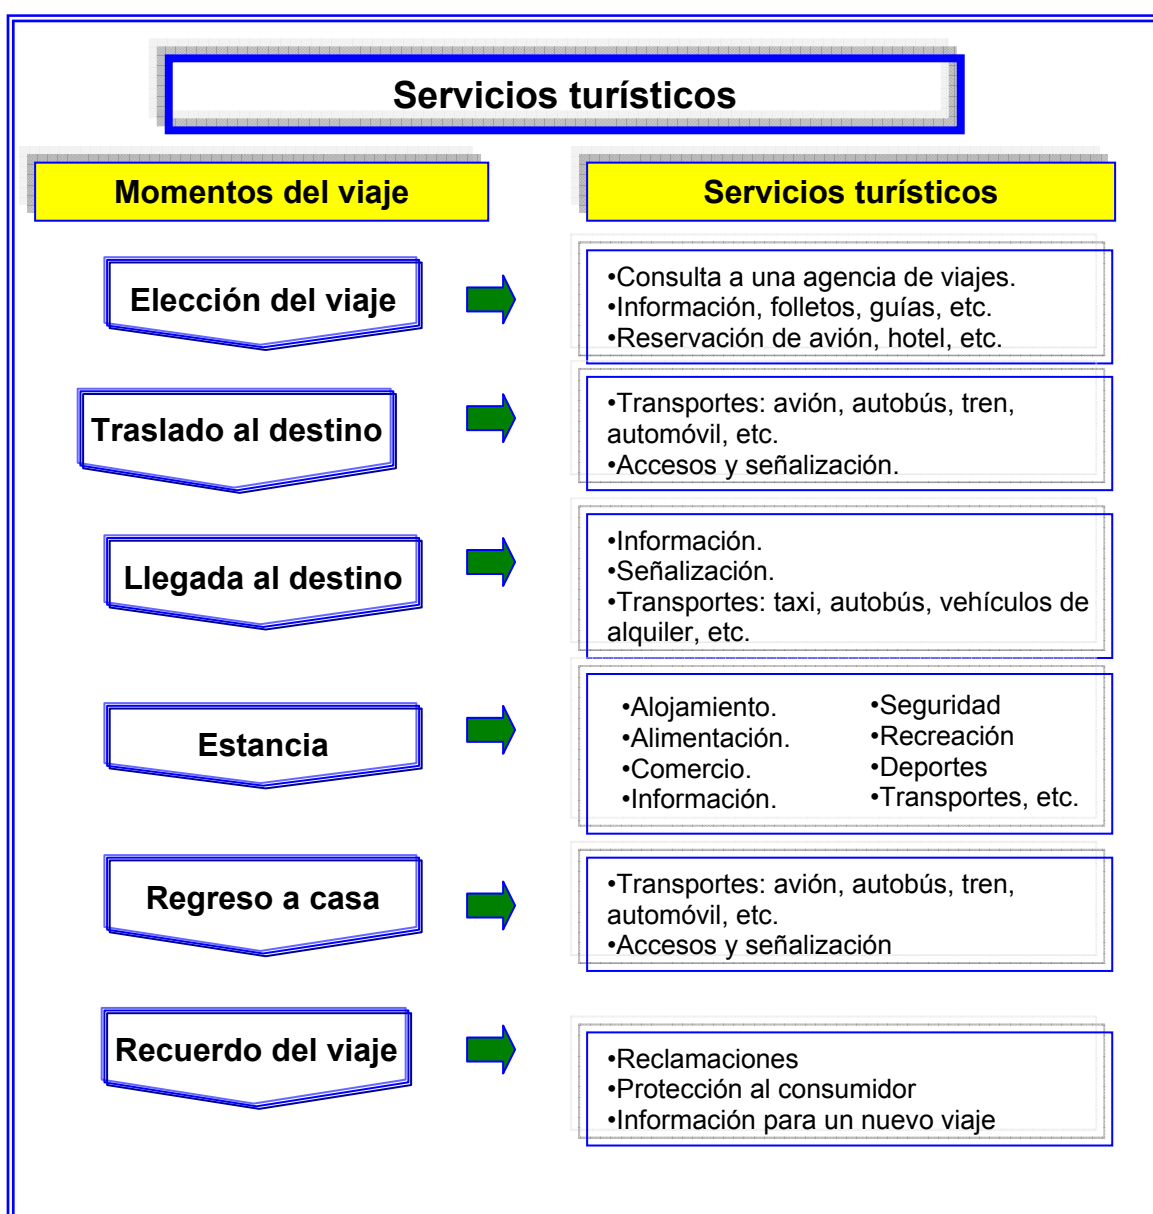 Servicios turísticos
Momentos del viaje
Servicios turísticos
Elección del viaje
•Consulta a una agencia de viajes.
•Información, folletos, guías, etc.
•Reservación de avión, hotel, etc.
Traslado al destino
•Transportes: avión, autobús, tren,
automóvil, etc.
•Accesos y señalización.
Llegada al destino
•Información.
•Señalización.
•Transportes: taxi, autobús, vehículos de
alquiler, etc.
Estancia
•Alojamiento.
•Alimentación.
•Comercio.
•Información.
•Seguridad
•Recreación
•Deportes
•Transportes, etc.
Regreso a casa
•Transportes: avión, autobús, tren,
automóvil, etc.
•Accesos y señalización
Recuerdo del viaje
•Reclamaciones
•Protección al consumidor
•Información para un nuevo viaje